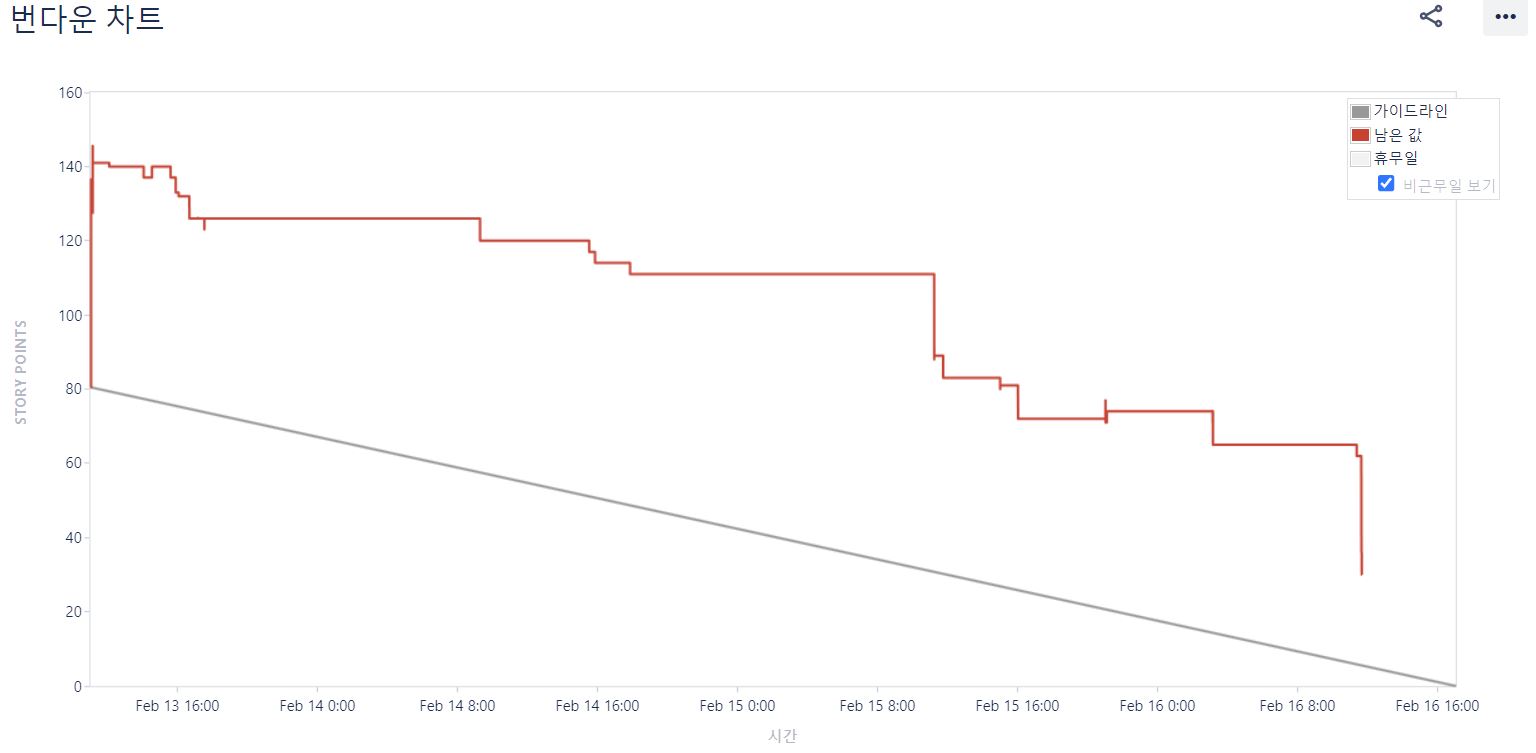 번다운 차트
160
140
120
100
80
60
40
20
0
STORY POINTS
가이드라인
남은 값
휴무일
비근무일 보기
Feb 13 16:00
Feb 14 0:00
Feb 14 8:00
Feb 14 16:00
Feb 15 0:00
Feb 15 8:00
Feb 15 16:00
Feb 16 0:00
Feb 16 8:00
Feb 16 16:00
시간